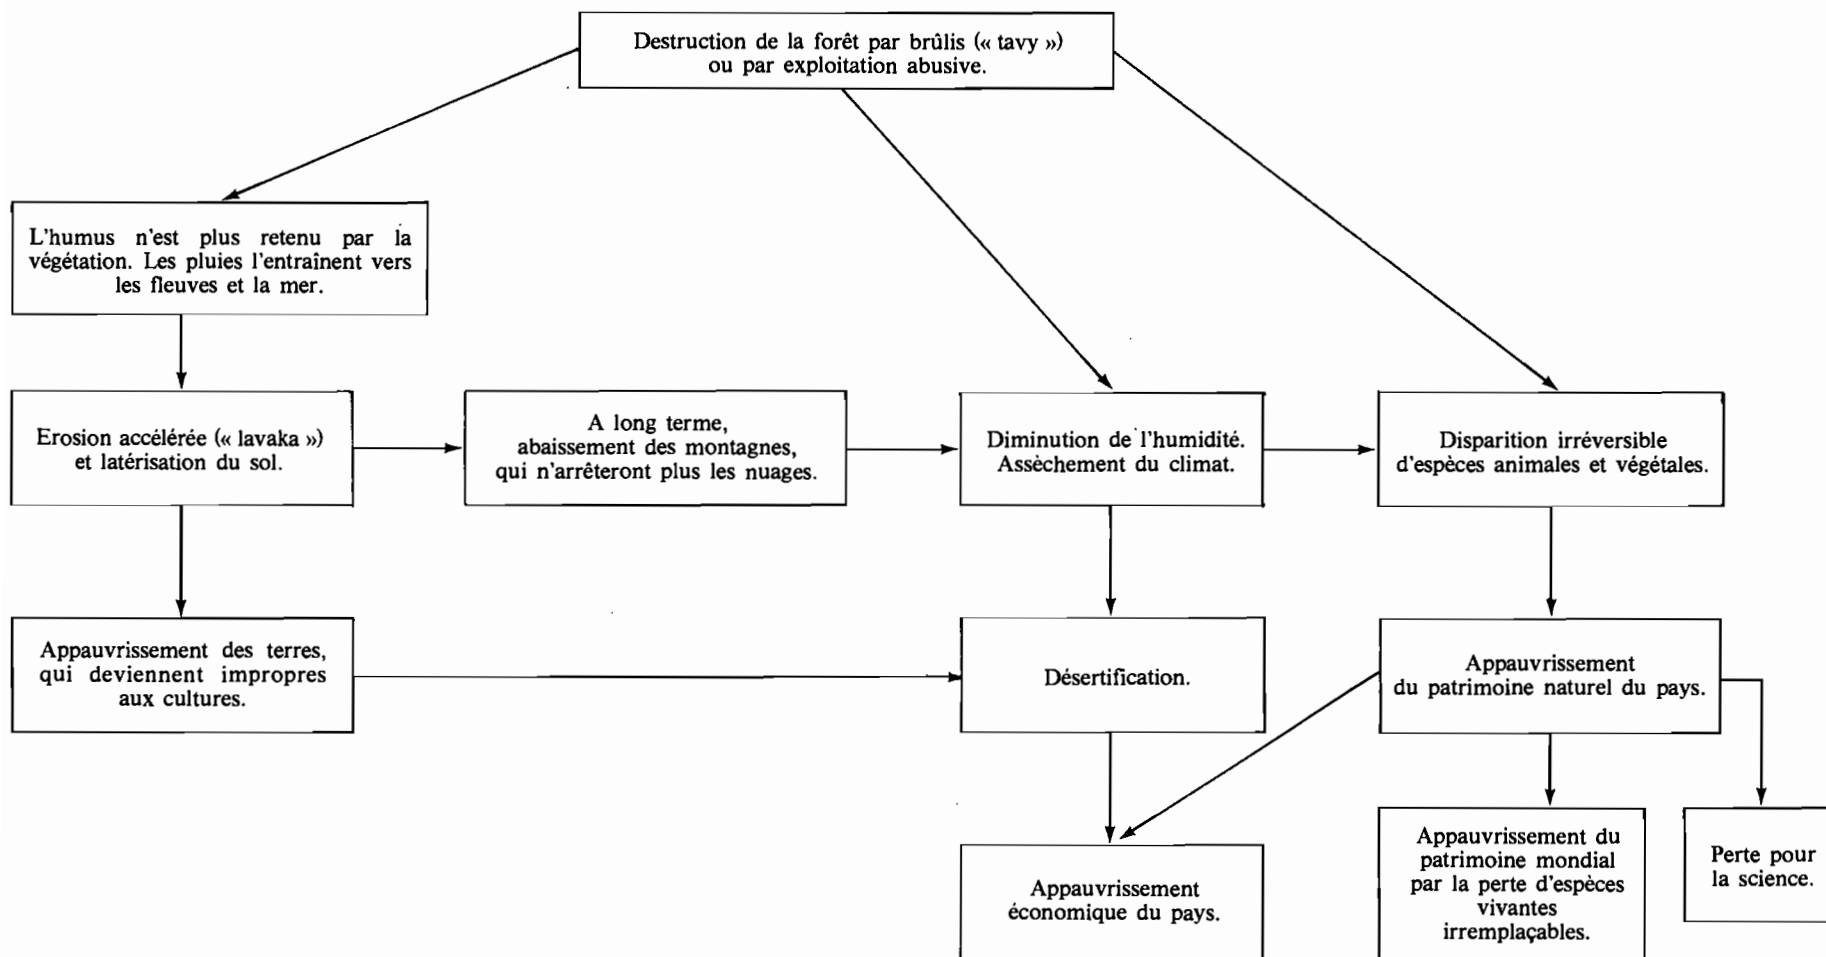 Destruction de la forêt par brûlis (« tavy »)
ou par exploitation abusive.
L'humus n'est plus retenu par la
végétation. Les pluies l'entraînent vers
les fleuves et la mer.
Erosion accélérée (« lavaka »)
et latérisation du sol.
A long terme,
abaissement des montagnes,
qui n'arrêteront plus les nuages.
Diminution de l'humidité.
Assèchement du climat.
Disparition irréversible
d'espèces animales et végétales.
Appauvrissement des terres,
qui deviennent impropres
aux cultures.
Désertification.
Appauvrissement
du patrimoine naturel du pays.
Appauvrissement
économique du pays.
Appauvrissement du
patrimoine mondial
par la perte d'espèces
vivantes
irremplaçables.
Perte pour
la science.